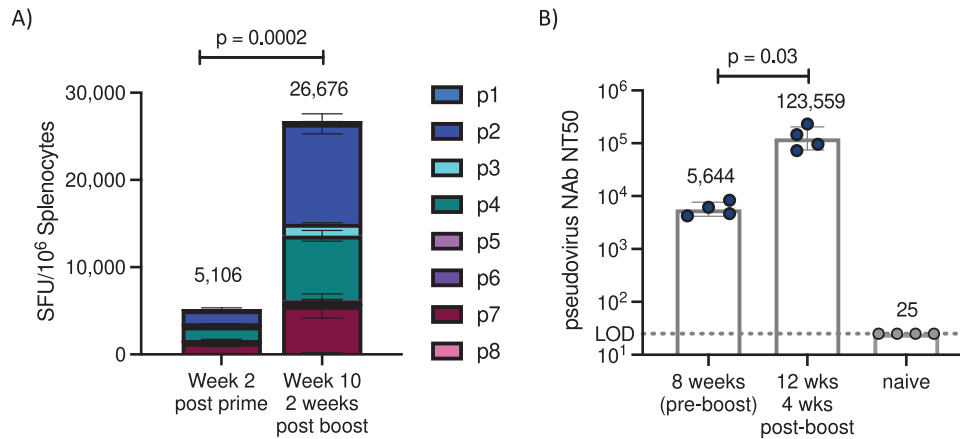 A)
p = 0.0002
30,000
20,000
10,000
0
SFU/10⁶ Splenocytes
5,106
26,676
Week 2
post prime
Week 10
2 weeks
post boost
p1
p2
p3
p4
p5
p6
p7
p8
B)
p = 0.03
pseudovirus NAb NT50
10⁶
10⁵
10⁴
10³
10²
LOD
10¹
5,644
123,559
25
8 weeks
(pre-boost)
12 wks
4 wks
post-boost
naive